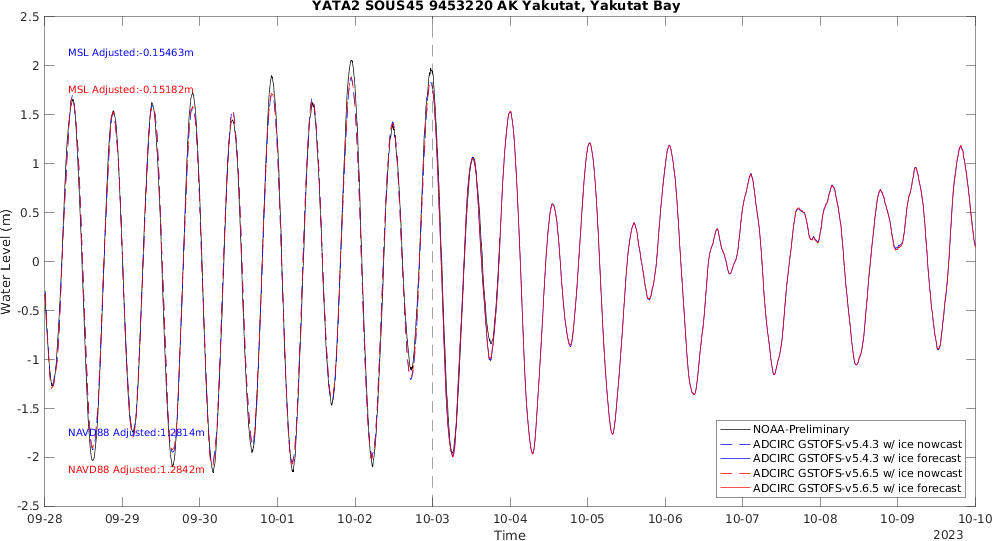 YATA2 SOUS45 9453220 AK Yakutat, Yakutat Bay
2.5
2
1.5
1
0.5
0
-0.5
-1
-1.5
-2
-2.5
Water Level (m)
MSL Adjusted:-0.15463m
MSL Adjusted:-0.15182m
NAVD88 Adjusted:1.2814m
NAVD88 Adjusted:1.2842m
NOAA-Preliminary
ADCIRC GSTOFS-v5.4.3 w/ ice nowcast
ADCIRC GSTOFS-v5.4.3 w/ ice forecast
ADCIRC GSTOFS-v5.6.5 w/ ice nowcast
ADCIRC GSTOFS-v5.6.5 w/ ice forecast
09-28 09-29 09-30 10-01 10-02 10-03 10-04 10-05 10-06 10-07 10-08 10-09 10-10
Time
2023